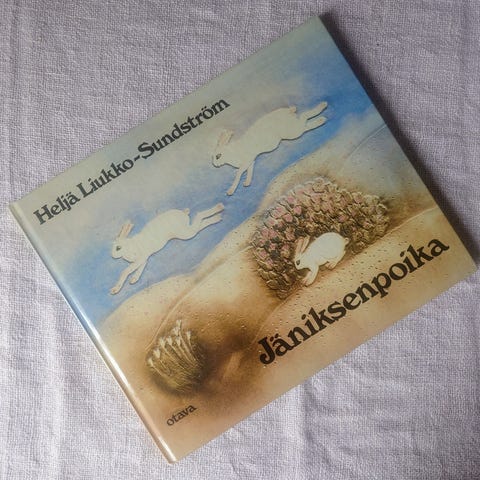 Heljä Liukko-Sundström
Jäniksenpoika
otava